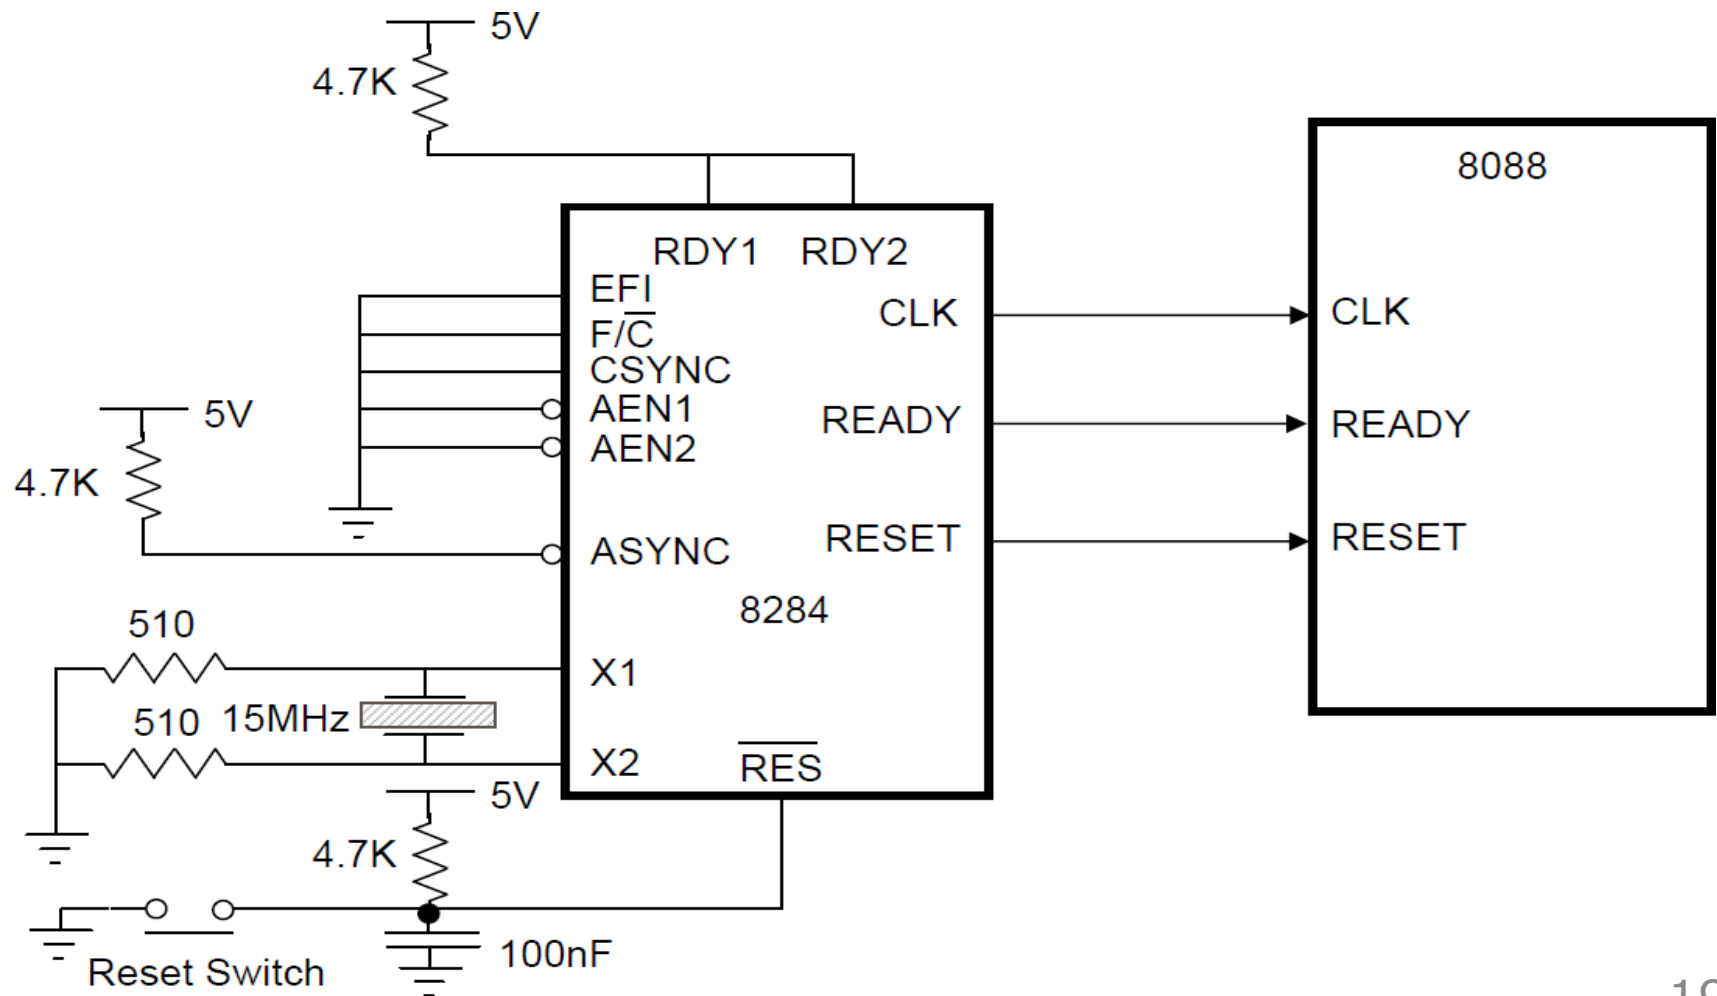 5V
4.7K
8088
RDY1 RDY2
EFI
F/C̅
CLK
CLK
CSYNC
AEN1
5V
READY
READY
AEN2
4.7K
ASYNC
RESET
RESET
510
8284
X1
510
15MHz
X2
R̅E̅S̅
5V
4.7K
100nF
Reset Switch